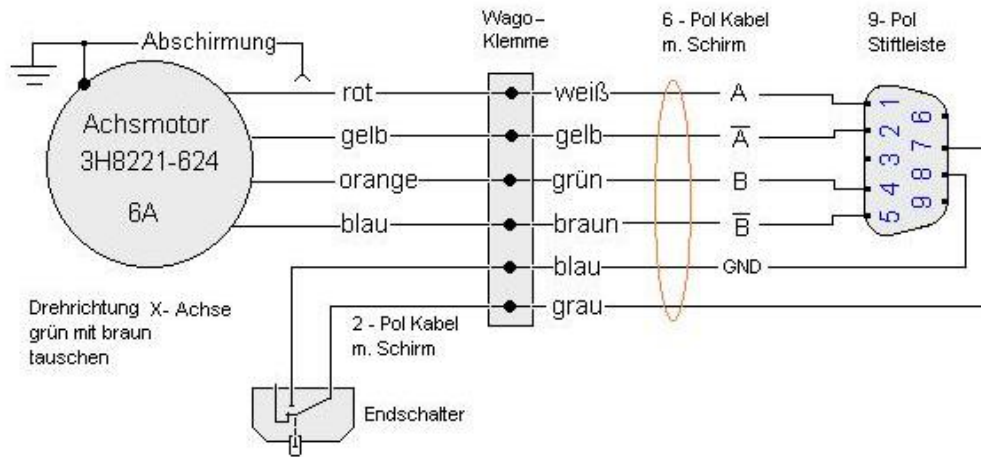 Abschirmung
Wago-
Klemme
6 - Pol Kabel
m. Schirm
9- Pol
Stiftleiste
Achsmotor
3H8221-624
6A
rot
gelb
orange
blau
weiß
gelb
grün
braun
blau
grau
A
A̅
B
B̅
GND
1
2
3
4
5
6
7
8
9
Drehrichtung X- Achse
grün mit braun
tauschen
2 - Pol Kabel
m. Schirm
Endschalter